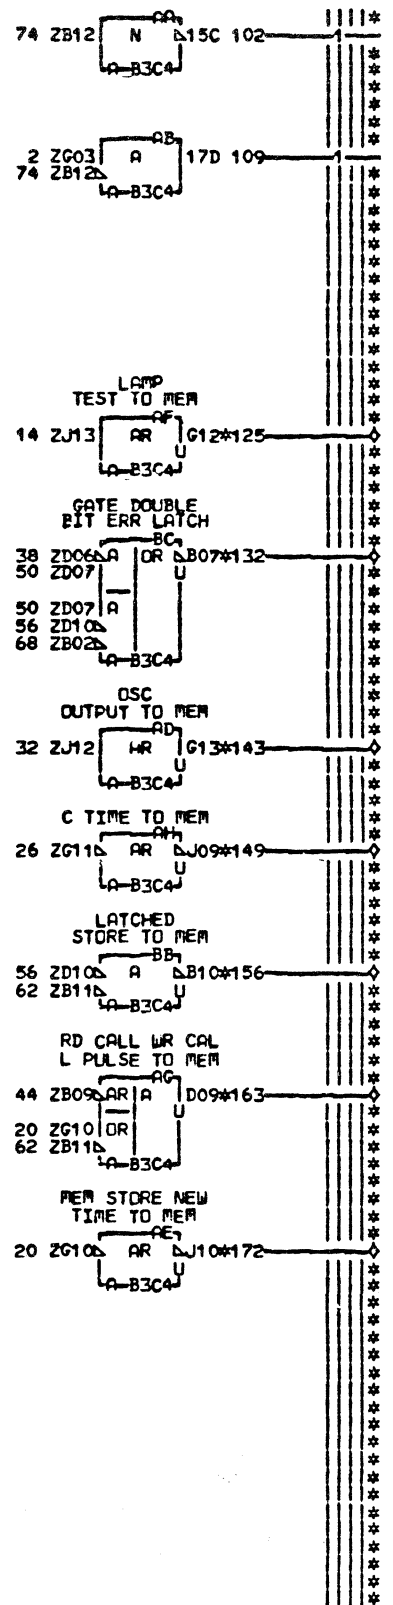 AA
74 ZB12 N 15C 102 1
A B3C4
AB
2 ZG03 A 17D 109 1
74 ZB12
A B3C4
LAMP
TEST TO MEM
AF
14 ZJ13 AR G12*125
U
A B3C4
GATE DOUBLE
BIT ERR LATCH
BC
38 ZD06 A OR B07*132
50 ZD07 U
50 ZD07 A
56 ZD10
68 ZB02
A B3C4
OSC
OUTPUT TO MEM
AD
32 ZJ12 G13*143
U
A B3C4
C TIME TO MEM
AH
26 ZG11 AR J09*149
U
A B3C4
LATCHED
STORE TO MEM
BB
56 ZD10 A B10*156
62 ZB11 U
A B3C4
RD CALL WR CAL
L PULSE TO MEM
AG
44 ZB09 AR A D09*163
U
20 ZG10 OR
62 ZB11
A B3C4
MEM STORE NEW
TIME TO MEM
AE
20 ZG10 AR J10*172
U
A B3C4